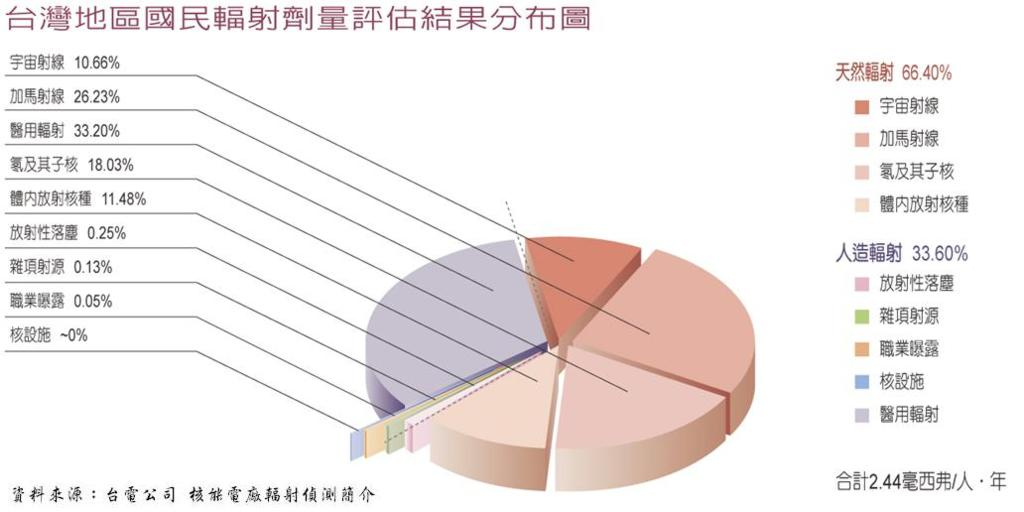 台灣地區國民輻射劑量評估結果分布圖
宇宙射線 10.66%
加馬射線 26.23%
醫用輻射 33.20%
氡及其子核 18.03%
體內放射核種 11.48%
放射性落塵 0.25%
雜項射源 0.13%
職業曝露 0.05%
核設施 ~0%
天然輻射 66.40%
宇宙射線
加馬射線
氡及其子核
體內放射核種
人造輻射 33.60%
放射性落塵
雜項射源
職業曝露
核設施
醫用輻射
合計2.44毫西弗/人・年
資料來源：台電公司 核能電廠輻射偵測簡介